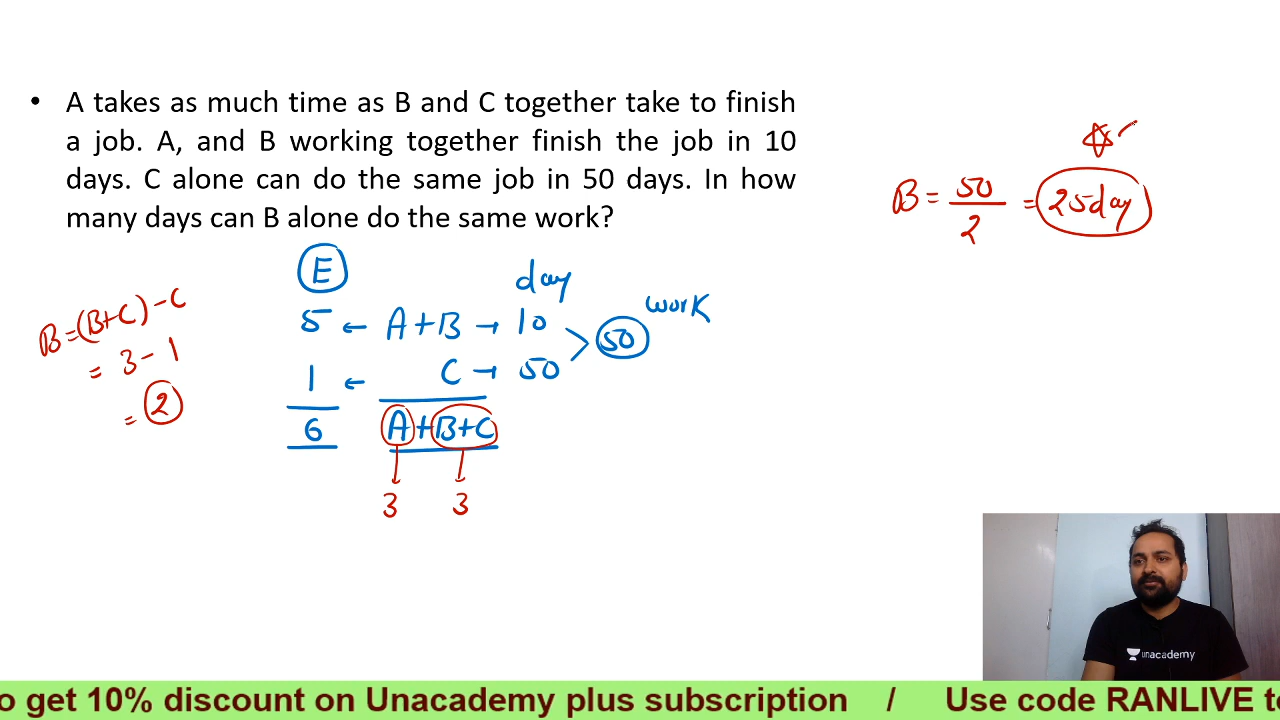 • A takes as much time as B and C together take to finish
a job. A, and B working together finish the job in 10
days. C alone can do the same job in 50 days. In how
many days can B alone do the same work?
B = 50/2 = 25 day
E
day
5 ← A+B → 10
work
50
1 ← C → 50
6 A+B+C
3 3
B=(B+C)-C
= 3-1
= 2
unacademy
o get 10% discount on Unacademy plus subscription / Use code RANLIVE to